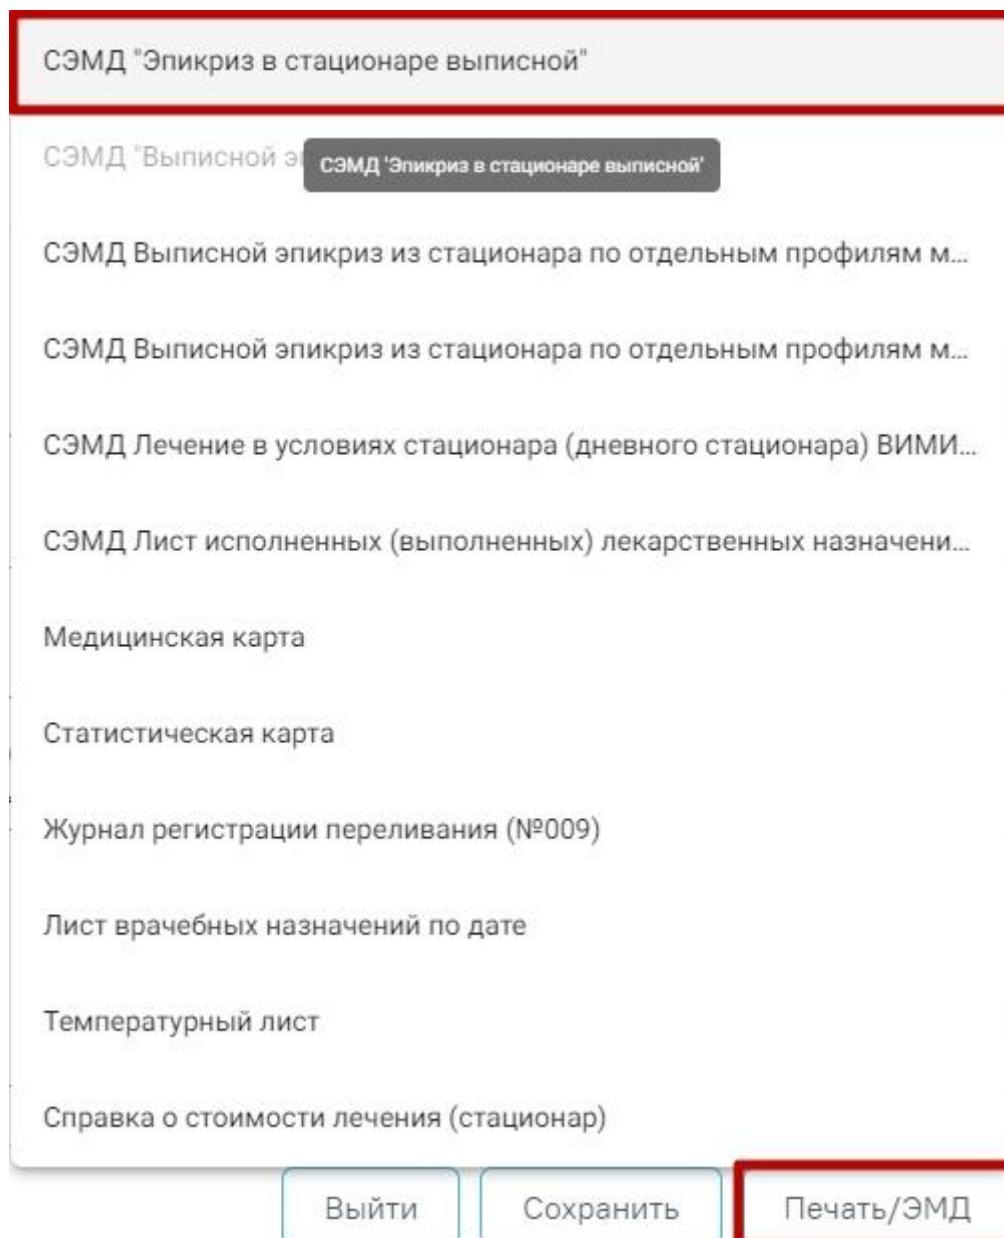 СЭМД "Эпикриз в стационаре выписной"
СЭМД "Выписной
СЭМД 'Эпикриз в стационаре выписной'
СЭМД Выписной эпикриз из стационара по отдельным профилям м...
СЭМД Выписной эпикриз из стационара по отдельным профилям м...
СЭМД Лечение в условиях стационара (дневного стационара) ВИМИ...
СЭМД Лист исполненных (выполненных) лекарственных назначени...
Медицинская карта
Статистическая карта
Журнал регистрации переливания (№009)
Лист врачебных назначений по дате
Температурный лист
Справка о стоимости лечения (стационар)
Выйти Сохранить Печать/ЭМД